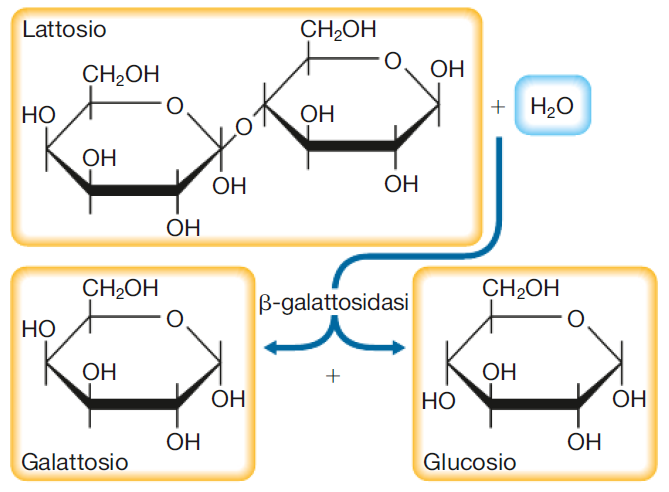 Lattosio
CH₂OH
O
OH
CH₂OH
O
HO
OH
O
OH
OH
OH
OH
+ H₂O
CH₂OH
O
HO
OH
OH
OH
Galattosio
β-galattosidasi
+
CH₂OH
O
OH
HO
OH
OH
Glucosio